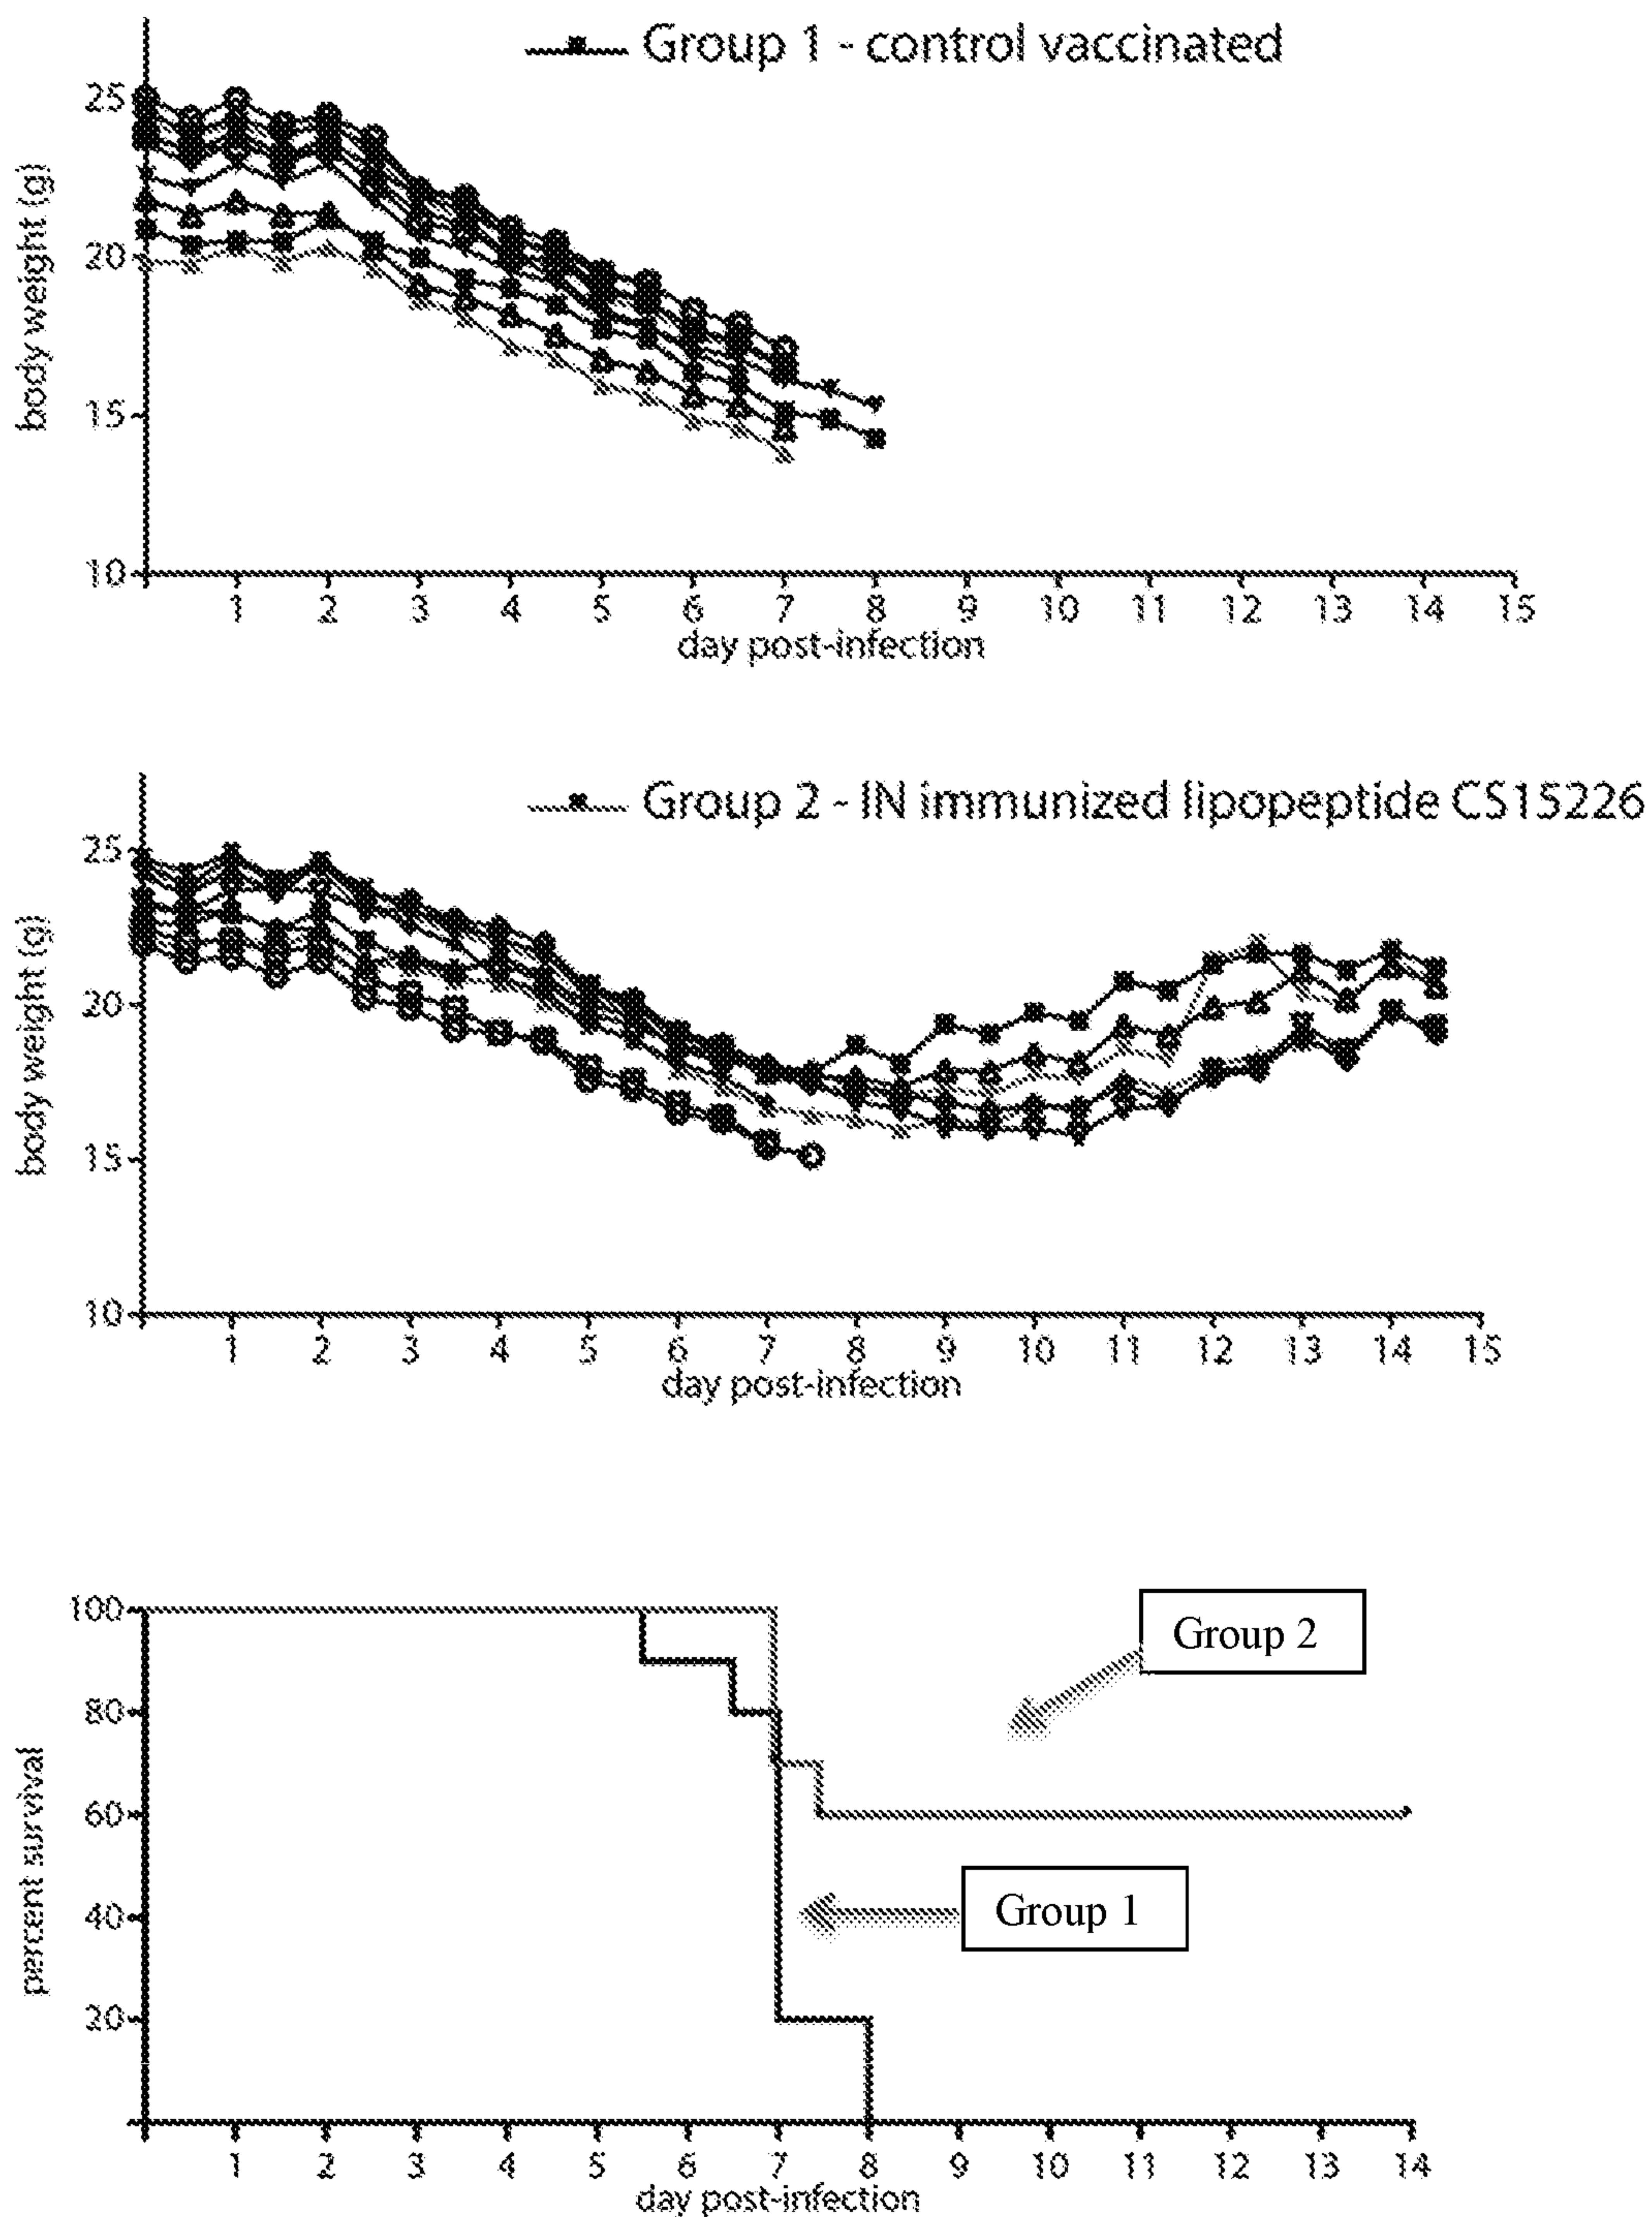 Group 1 - control vaccinated
body weight (g)
25
20
15
10
1 2 3 4 5 6 7 8 9 10 11 12 13 14 15
day post-infection
Group 2 - IN immunized lipopeptide CS15226
body weight (g)
25
20
15
10
1 2 3 4 5 6 7 8 9 10 11 12 13 14 15
day post-infection
percent survival
100
80
60
40
20
Group 2
Group 1
1 2 3 4 5 6 7 8 9 10 11 12 13 14
day post-infection